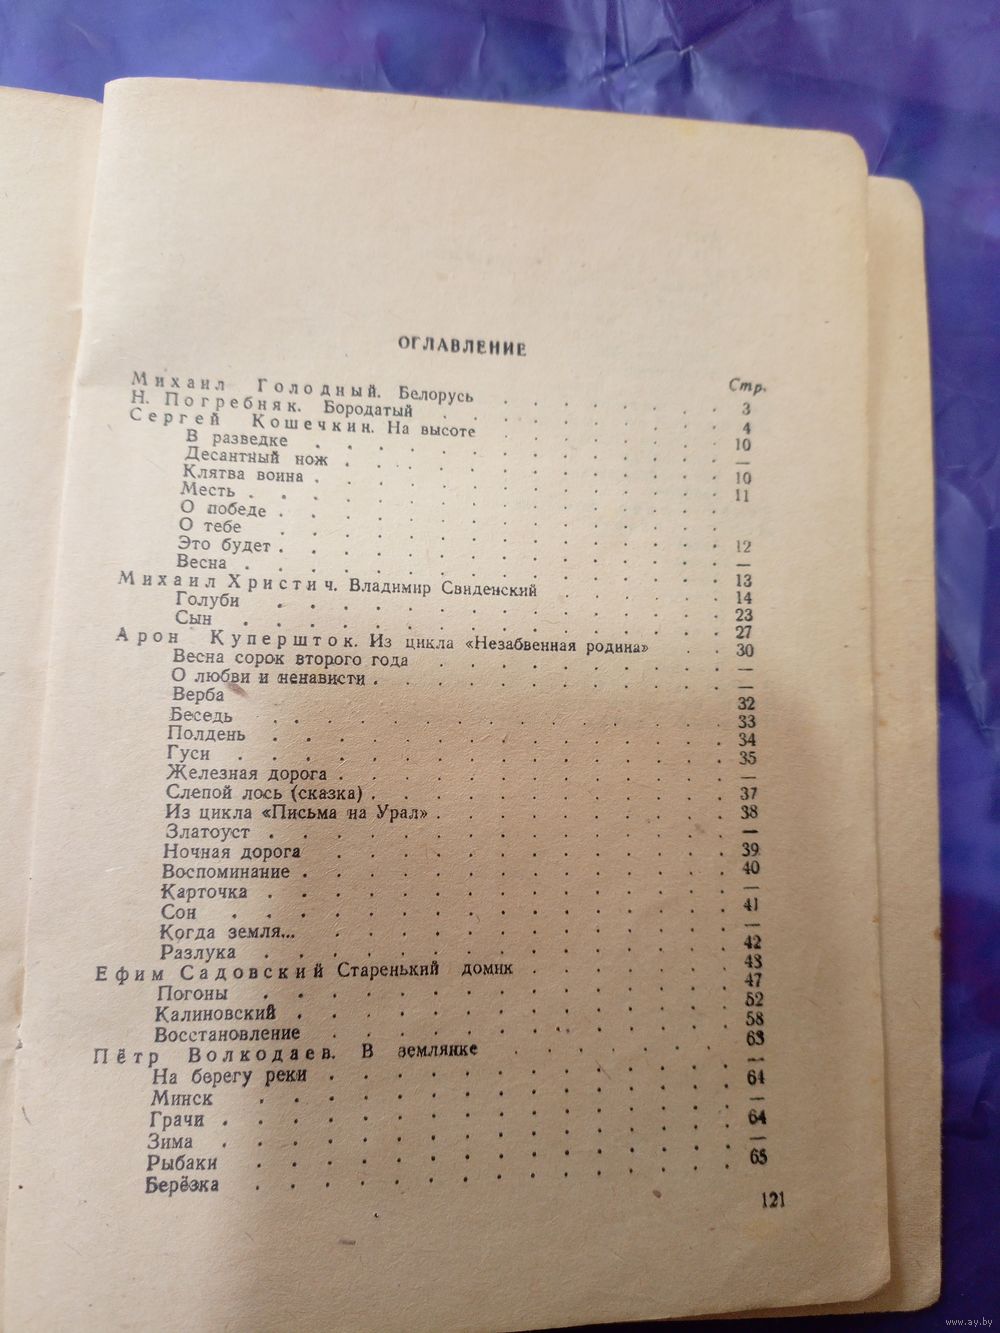 ОГЛАВЛЕНИЕ
Стр.
Михаил Голодный. Белорусь 3
Н. Погребняк. Бородатый 4
Сергей Кошечкин. На высоте 10
В разведке —
Десантный нож 10
Клятва воина 11
Месть
О победе
О тебе 12
Это будет —
Весна 13
Михаил Христич. Владимир Свиденский 14
Голуби 23
Сын 27
Арон Купершток. Из цикла «Незабвенная родина» 30
Весна сорок второго года —
О любви и ненависти —
Верба 32
Беседь 33
Полдень 34
Гуси 35
Железная дорога —
Слепой лось (сказка) 37
Из цикла «Письма на Урал» 38
Златоуст —
Ночная дорога 39
Воспоминание 40
Карточка —
Сон 41
Когда земля... —
Разлука 42
Ефим Садовский Старенький домик 43
Погоны 47
Калиновский 52
Восстановление 58
Пётр Волкодаев. В землянке 63
На берегу реки —
Минск 64
Грачи —
Зима 64
Рыбаки —
Берёзка 65
121
www.ay.by